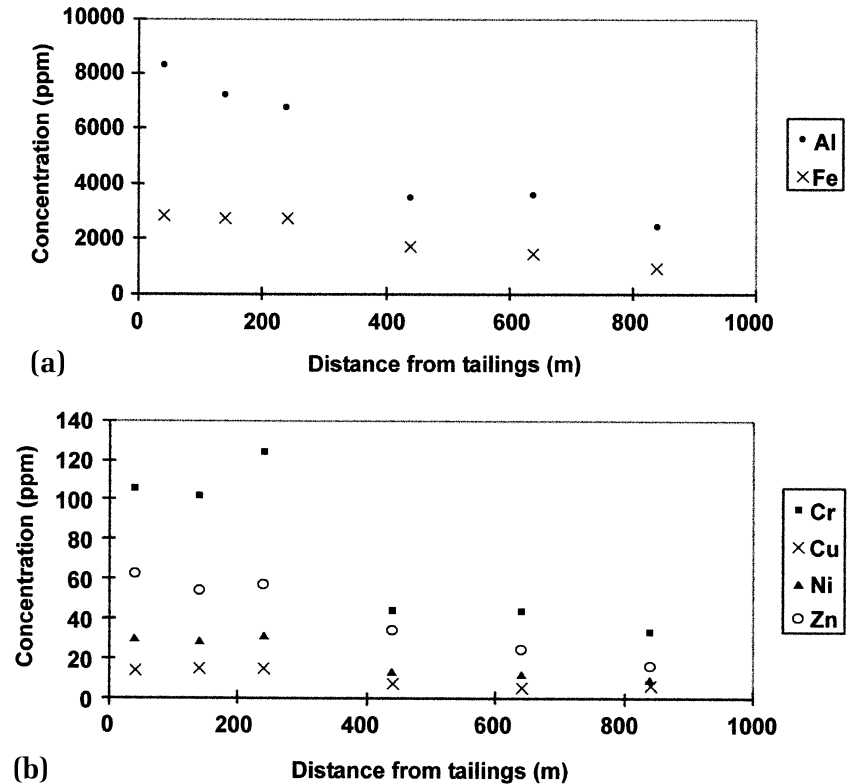 10000
8000
6000
4000
2000
0
Concentration (ppm)
0 200 400 600 800 1000
Distance from tailings (m)
Al
Fe
(a)
140
120
100
80
60
40
20
0
Concentration (ppm)
0 200 400 600 800 1000
Distance from tailings (m)
Cr
Cu
Ni
Zn
(b)